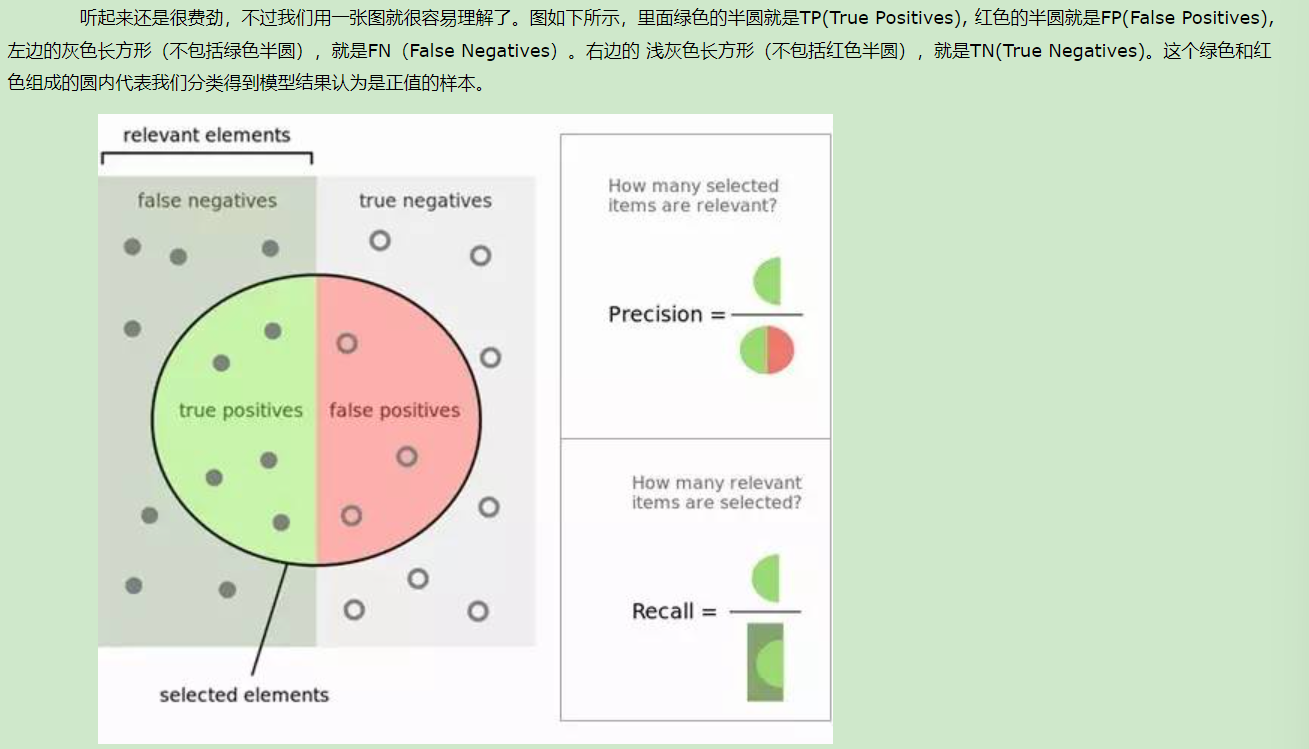 听起来还是很费劲，不过我们用一张图就很容易理解了。图如下所示，里面绿色的半圆就是TP(True Positives), 红色的半圆就是FP(False Positives),
左边的灰色长方形（不包括绿色半圆），就是FN（False Negatives）。右边的 浅灰色长方形（不包括红色半圆），就是TN(True Negatives)。这个绿色和红
色组成的圆内代表我们分类得到模型结果认为是正值的样本。
relevant elements
false negatives
true negatives
true positives
false positives
selected elements
How many selected
items are relevant?
Precision =
How many relevant
items are selected?
Recall =